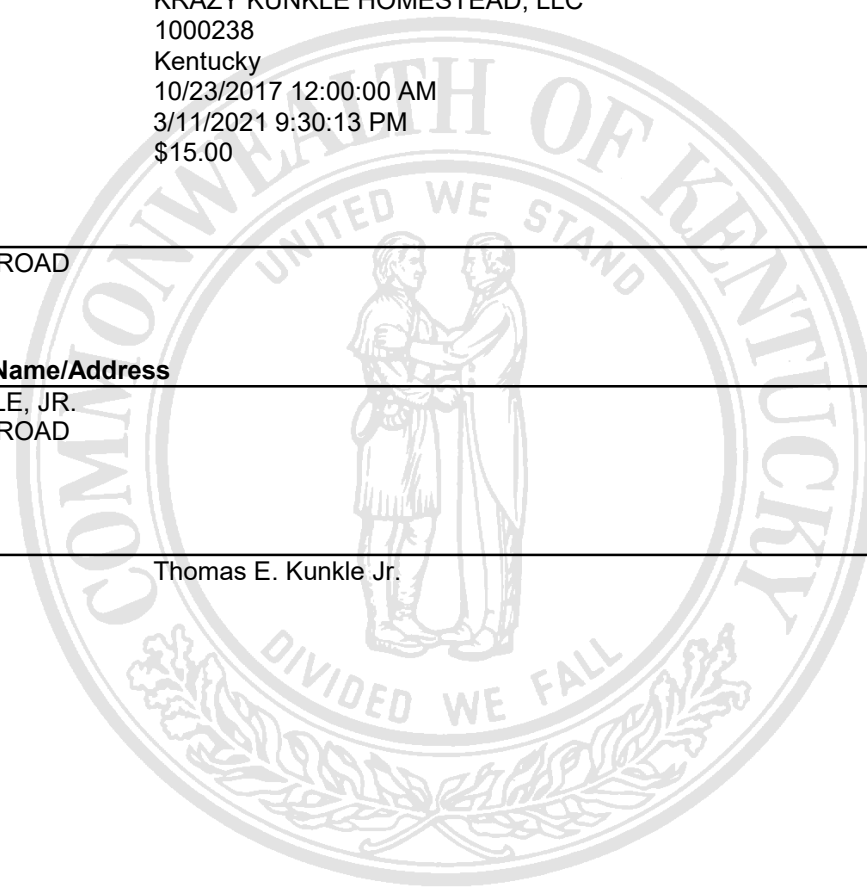 KRAZY KUNKLE HOMESTEAD, LLC
1000238
Kentucky
10/23/2017 12:00:00 AM
3/11/2021 9:30:13 PM
$15.00
ROAD
Name/Address
LE, JR.
ROAD
Thomas E. Kunkle Jr.
COMMONWEALTH OF KENTUCKY
UNITED WE STAND
DIVIDED WE FALL